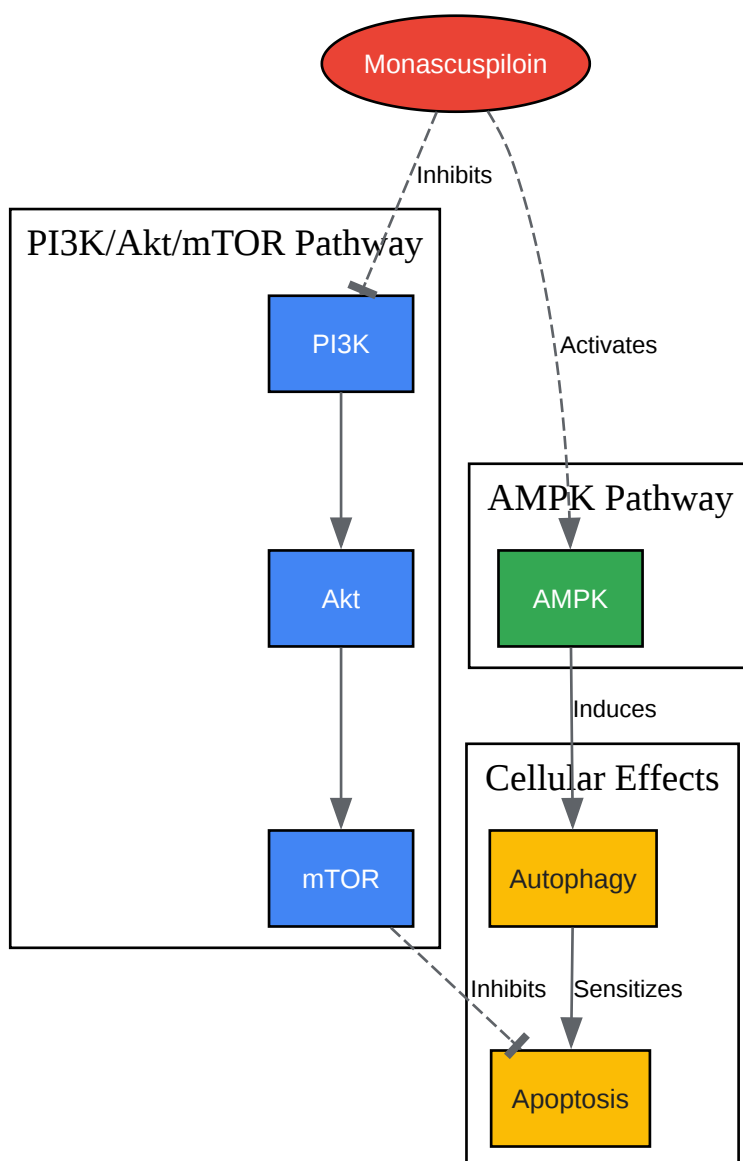 Monascuspiloin
Inhibits
PI3K/Akt/mTOR Pathway
PI3K
Activates
AMPK Pathway
Akt
AMPK
Induces
Cellular Effects
mTOR
Autophagy
Inhibits
Sensitizes
Apoptosis